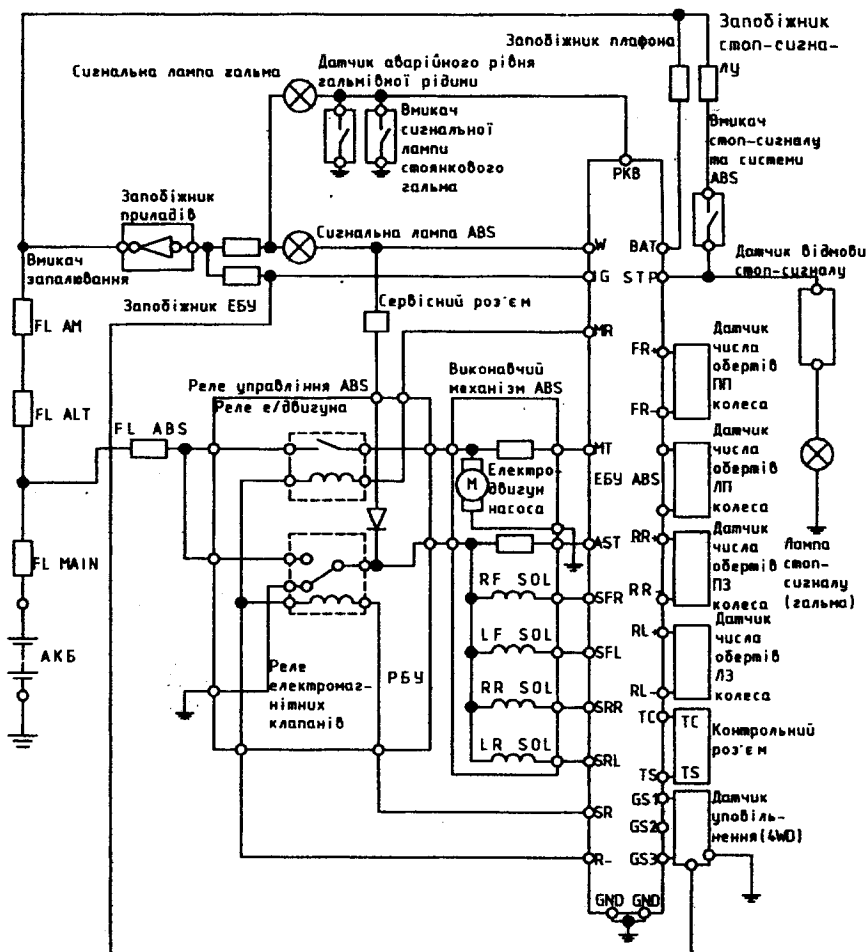 Запобіжник плафона
Запобіжник
стоп-сигна-
лу
Сигнальна лампа гальма
Датчик аварійного рівня
гальмівної рідини
Вмикач
сигнальної
лампи
стоянкового
гальма
Вмикач
стоп-сигналу
та системи
ABS
Запобіжник
приладів
Сигнальна лампа ABS
Вмикач
запалювання
Запобіжник ЕБУ
Сервісний роз'єм
Датчик відмови
стоп-сигналу
PKB
W
BAT
IG
STP
MR
FL AM
FL ALT
FL ABS
FL MAIN
АКБ
Реле управління ABS
Реле е/двигуна
Виконавчий
механізм ABS
M
Електро-
двигун
насоса
MT
ЕБУ ABS
AST
RF SOL
LF SOL
RR SOL
LR SOL
SFR
SFL
SRR
SRL
SR
R-
Реле
електромаг-
нітних
клапанів
РБУ
FR+
FR-
Датчик
числа
обертів
ПП
колеса
Датчик
числа
обертів
ЛП
колеса
RR+
RR-
Датчик
числа
обертів
ПЗ
колеса
RL+
RL-
Датчик
числа
обертів
ЛЗ
колеса
Лампа
стоп-
сигналу
(гальма)
TC
TC
TS
TS
Контрольний
роз'єм
GS1
GS2
GS3
Датчик
уповіль-
нення(4WD)
GND GND